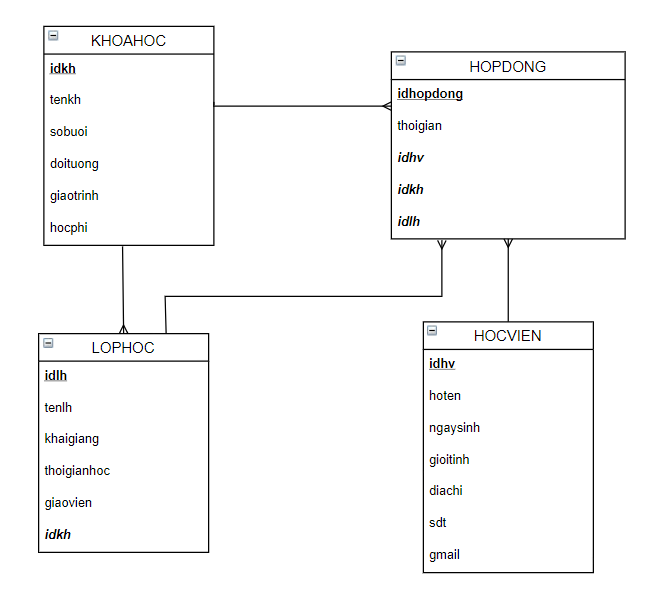 KHOAHOC
idkh
tenkh
sobuoi
doituong
giaotrinh
hocphi
HOPDONG
idhopdong
thoigian
idhv
idkh
idlh
LOPHOC
idlh
tenlh
khaigiang
thoigianhoc
giaovien
idkh
HOCVIEN
idhv
hoten
ngaysinh
gioitinh
diachi
sdt
gmail